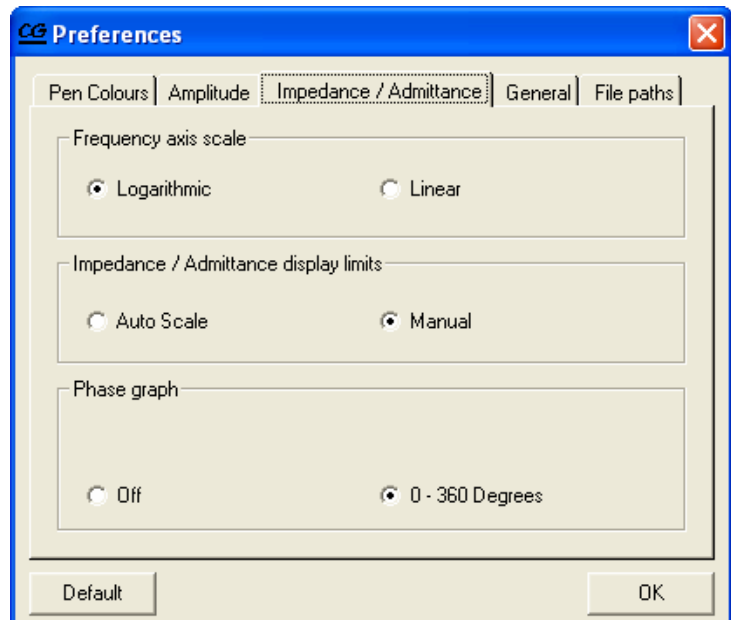 CG Preferences
Pen Colours Amplitude Impedance / Admittance General File paths
Frequency axis scale
Logarithmic Linear
Impedance / Admittance display limits
Auto Scale Manual
Phase graph
Off 0 - 360 Degrees
Default OK